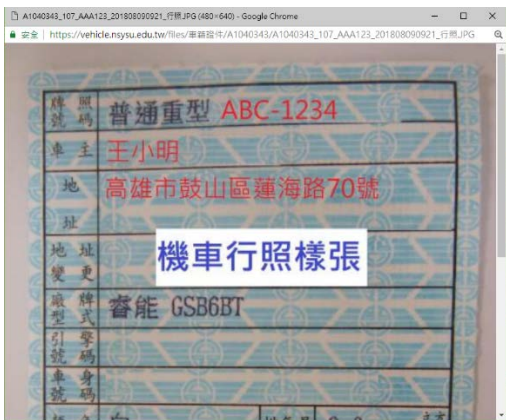 A1040343_107_AAA123_201808090921_行照.JPG (480×640) - Google Chrome
安全 | https://vehicle.nsysu.edu.tw/files/車籍證件/A1040343/A1040343_107_AAA123_201808090921_行照.JPG
牌照號碼 普通重型 ABC-1234
車主 王小明
地址 高雄市鼓山區蓮海路70號
地址變更
機車行照樣張
廠牌型式 睿能 GSB6BT
引擎號碼
車身號碼